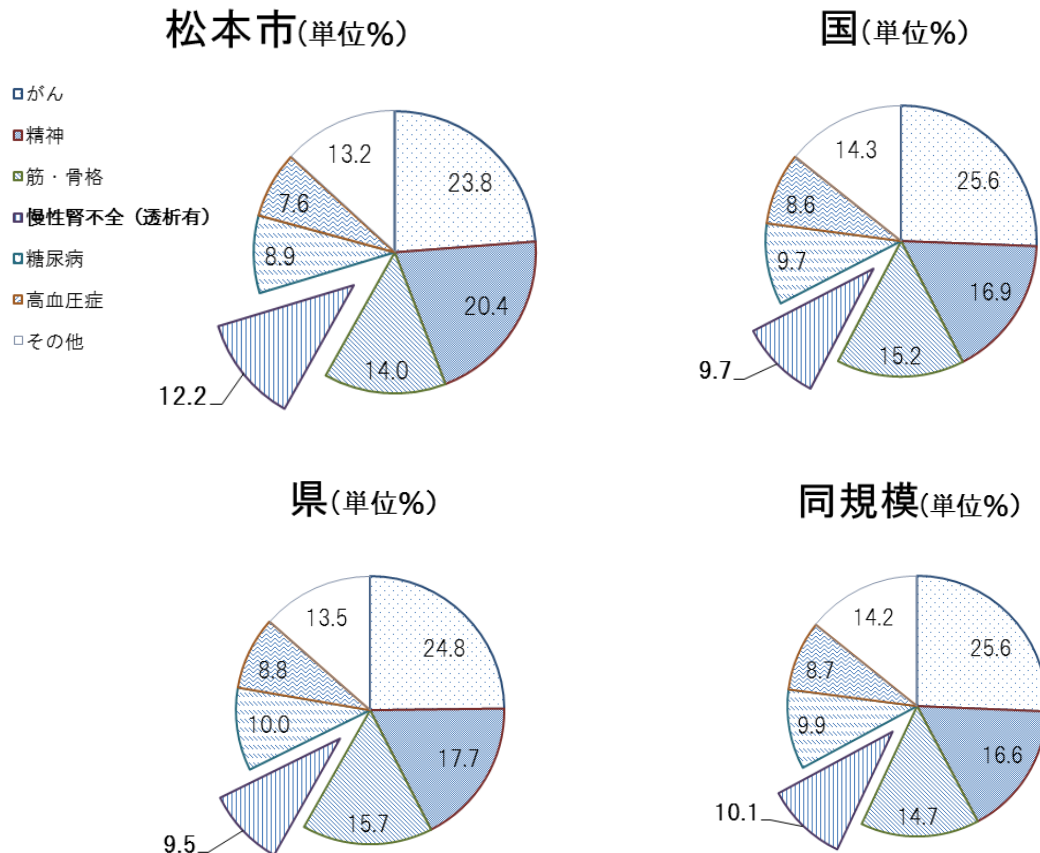 松本市(単位%)
国(単位%)
がん
精神
筋・骨格
慢性腎不全（透析有）
糖尿病
高血圧症
その他
23.8
20.4
14.0
12.2
8.9
7.6
13.2
25.6
16.9
15.2
9.7
9.7
8.6
14.3
県(単位%)
同規模(単位%)
24.8
17.7
15.7
9.5
10.0
8.8
13.5
25.6
16.6
14.7
10.1
9.9
8.7
14.2